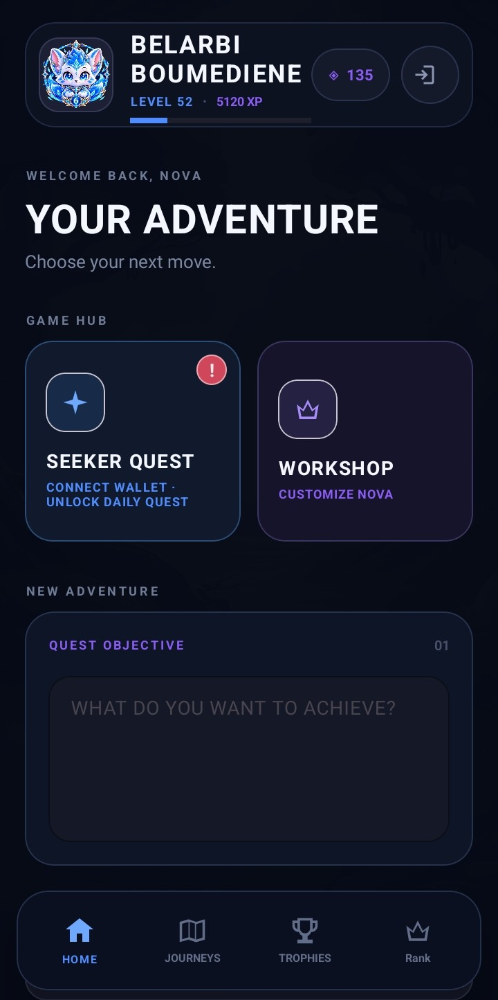 BELARBI
BOUMEDIENE
LEVEL 52 · 5120 XP
135
6
WELCOME BACK, NOVA
YOUR ADVENTURE
Choose your next move.
GAME HUB
!
SEEKER QUEST
CONNECT WALLET ·
UNLOCK DAILY QUEST
WORKSHOP
CUSTOMIZE NOVA
NEW ADVENTURE
QUEST OBJECTIVE 01
WHAT DO YOU WANT TO ACHIEVE?
HOME JOURNEYS TROPHIES Rank